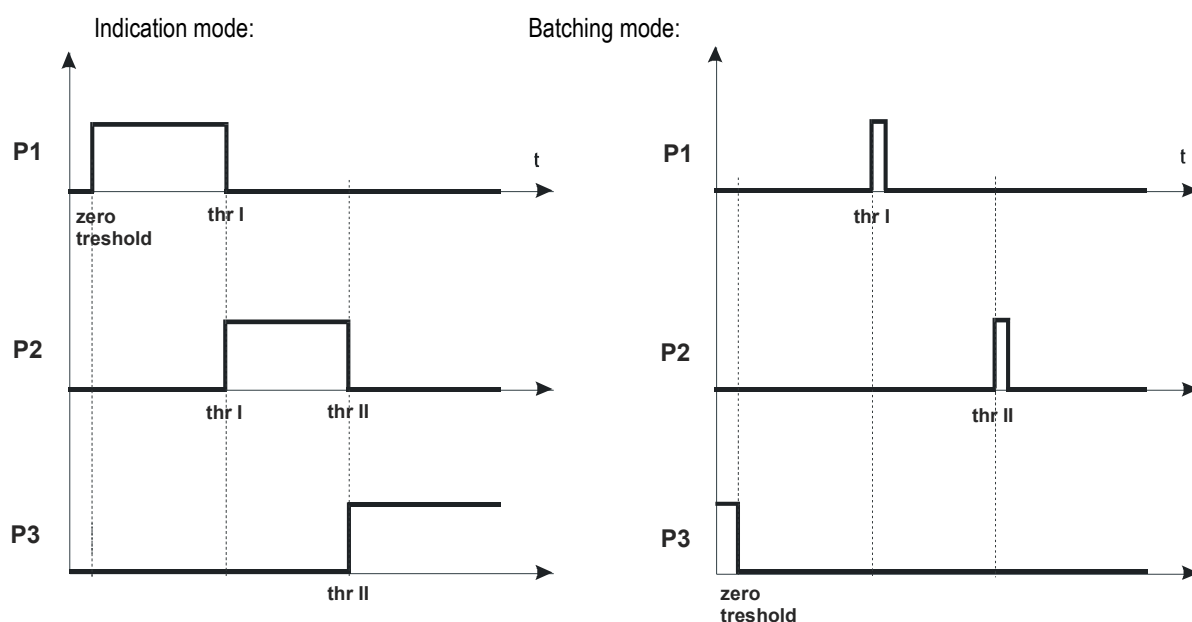 Indication mode:
Batching mode:
P1
t
zero
treshold
thr I
P2
thr I
thr II
P3
thr II
P1
t
thr I
P2
thr II
P3
zero
treshold